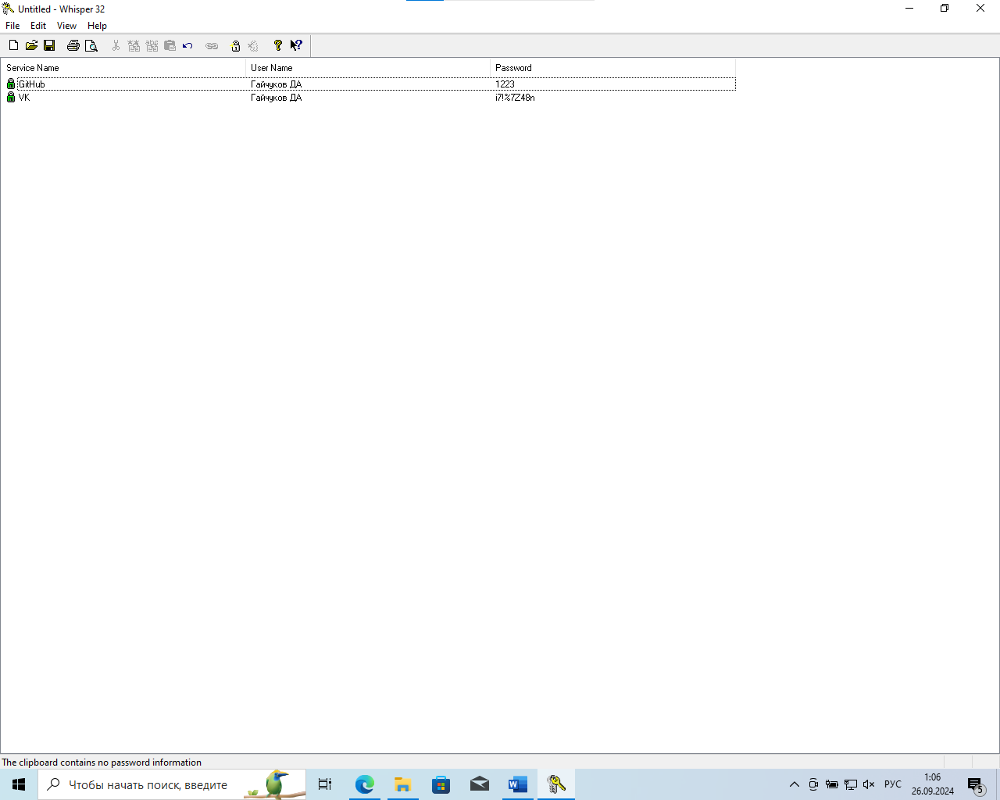 Untitled - Whisper 32
File Edit View Help
Service Name User Name Password
GitHub Гайчуков ДА 1223
VK Гайчуков ДА i7!%7Z48n
The clipboard contains no password information
Чтобы начать поиск, введите
W
РУС
1:06
26.09.2024
5